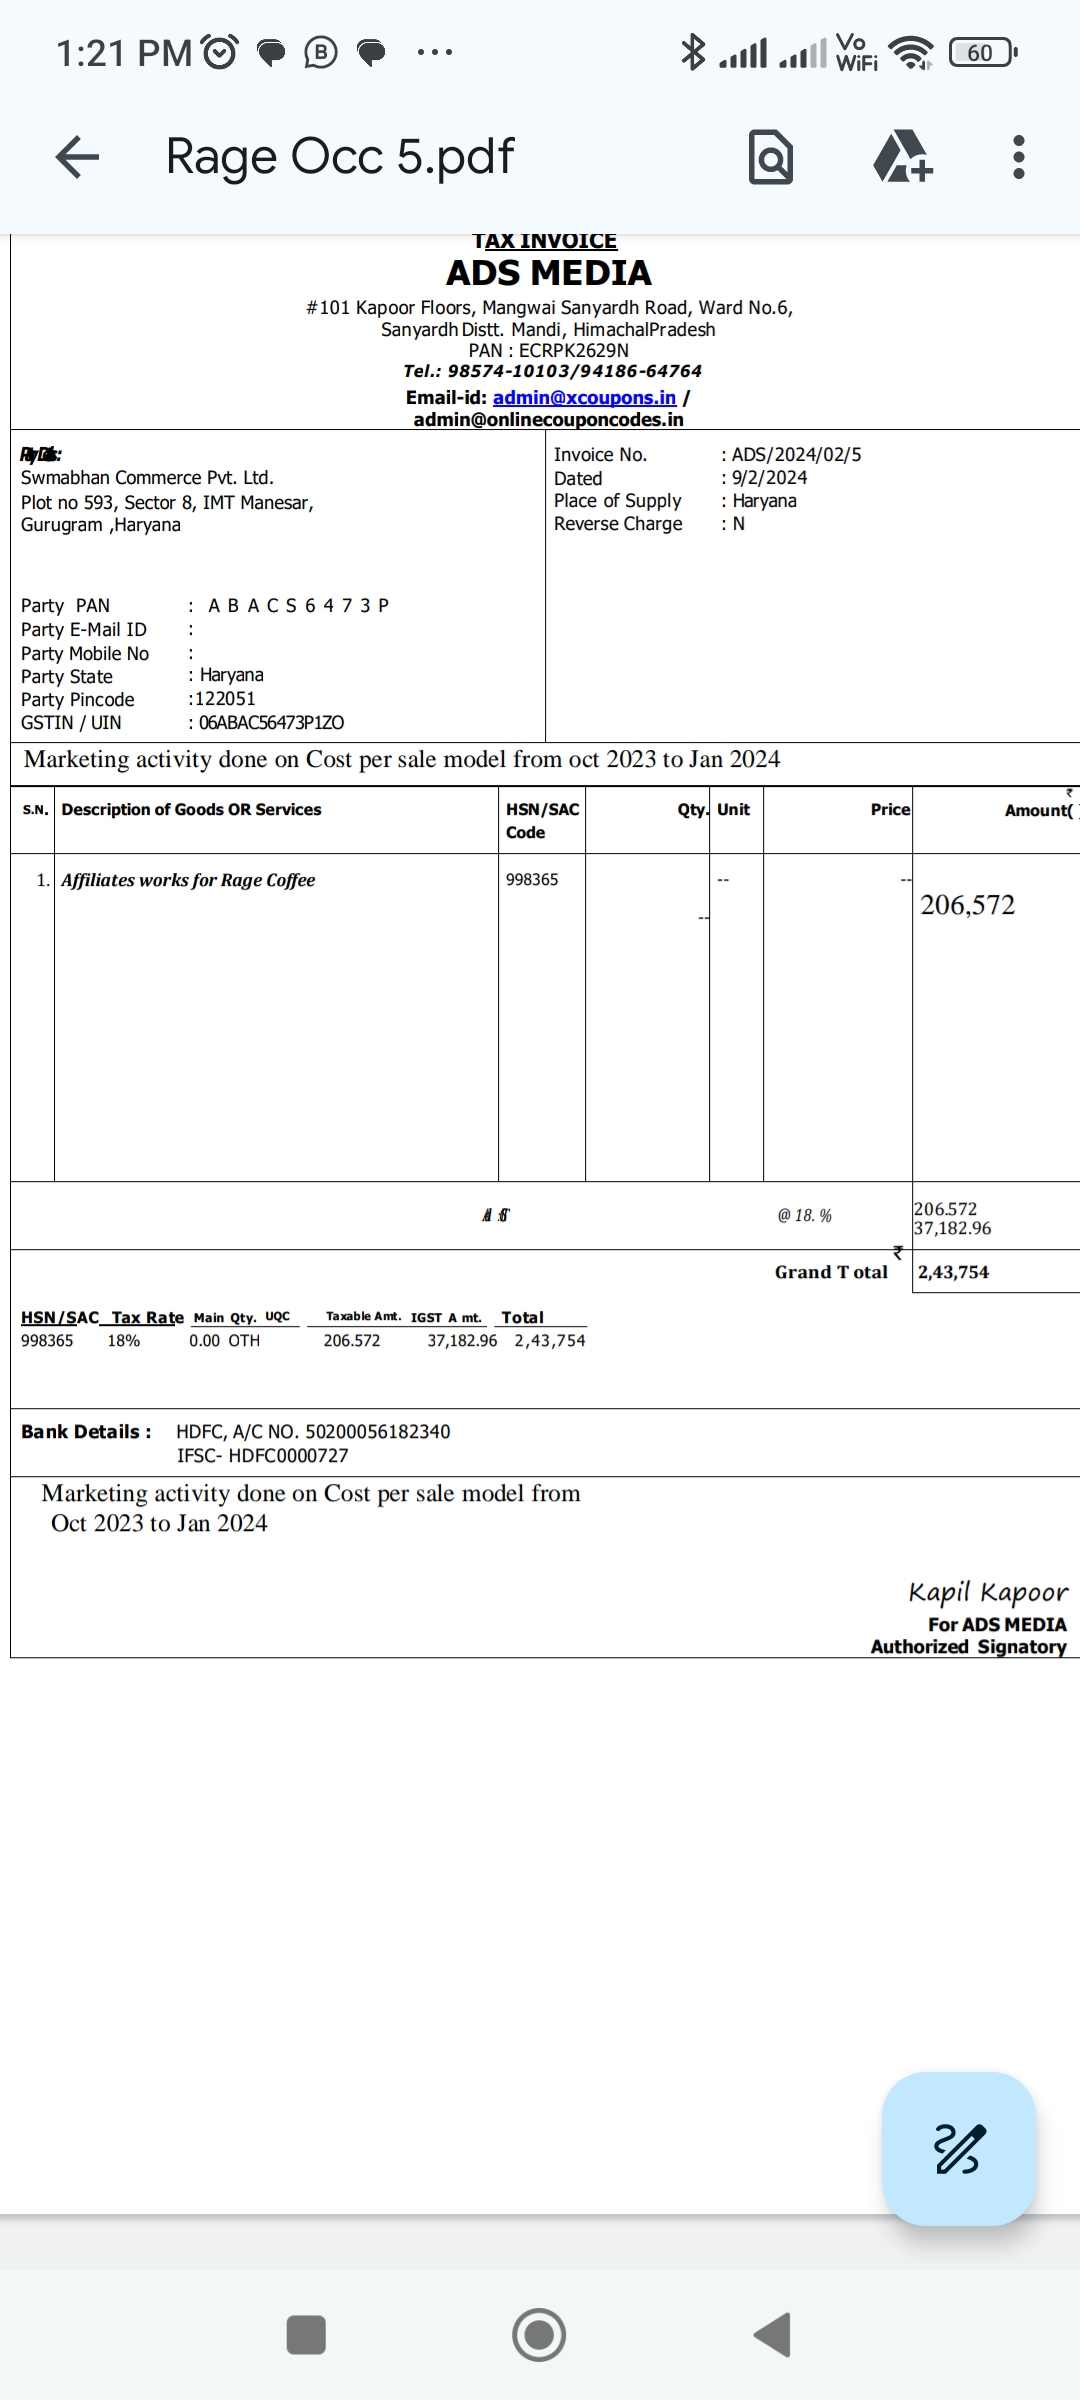 1:21 PM B ... Vo WiFi 60
Rage Occ 5.pdf
TAX INVOICE
ADS MEDIA
#101 Kapoor Floors, Mangwai Sanyardh Road, Ward No.6,
Sanyardh Distt. Mandi, HimachalPradesh
PAN : ECRPK2629N
Tel.: 98574-10103/94186-64764
Email-id: admin@xcoupons.in /
admin@onlinecouponcodes.in
Swmabhan Commerce Pvt. Ltd.
Plot no 593, Sector 8, IMT Manesar,
Gurugram ,Haryana
Party PAN : A B A C S 6 4 7 3 P
Party E-Mail ID :
Party Mobile No :
Party State : Haryana
Party Pincode :122051
GSTIN / UIN : 06ABAC56473P1ZO
Invoice No. : ADS/2024/02/5
Dated : 9/2/2024
Place of Supply : Haryana
Reverse Charge : N
Marketing activity done on Cost per sale model from oct 2023 to Jan 2024
S.N. Description of Goods OR Services HSN/SAC Code Qty. Unit Price Amount(₹
1. Affiliates works for Rage Coffee 998365 -- -- -- 206,572
@ 18. % 206.572
37,182.96
Grand T otal ₹ 2,43,754
HSN/SAC Tax Rate Main Qty. UQC Taxable Amt. IGST A mt. Total
998365 18% 0.00 OTH 206.572 37,182.96 2,43,754
Bank Details : HDFC, A/C NO. 50200056182340
IFSC- HDFC0000727
Marketing activity done on Cost per sale model from
Oct 2023 to Jan 2024
Kapil Kapoor
For ADS MEDIA
Authorized Signatory